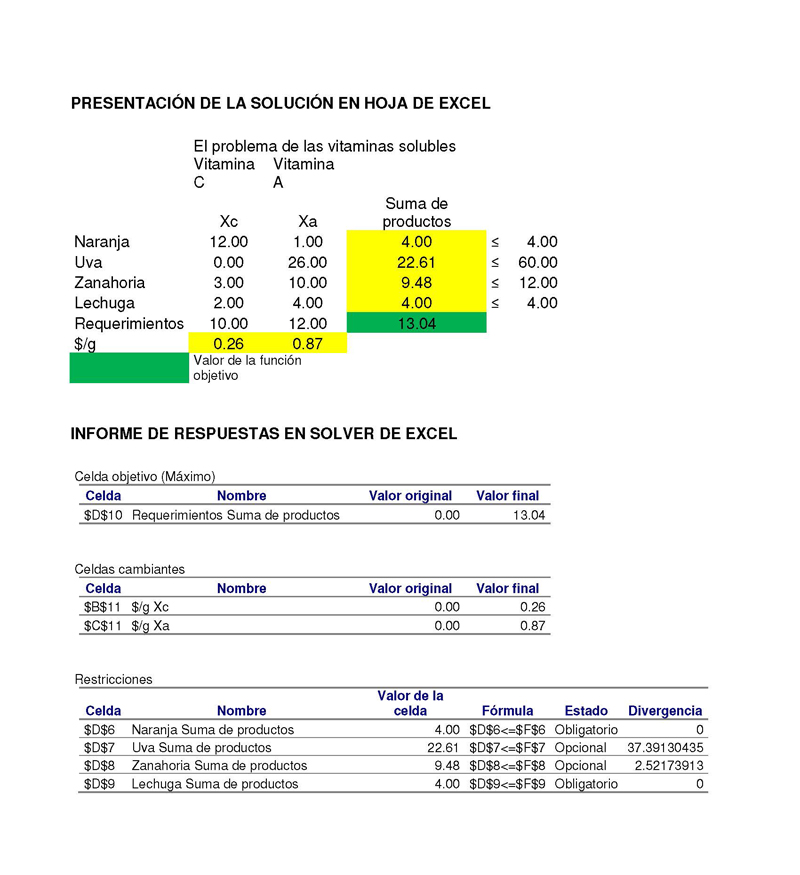 PRESENTACIÓN DE LA SOLUCIÓN EN HOJA DE EXCEL
El problema de las vitaminas solubles
Vitamina Vitamina
C A
Suma de
Xc Xa productos
Naranja 12.00 1.00 4.00 ≤ 4.00
Uva 0.00 26.00 22.61 ≤ 60.00
Zanahoria 3.00 10.00 9.48 ≤ 12.00
Lechuga 2.00 4.00 4.00 ≤ 4.00
Requerimientos 10.00 12.00 13.04
$/g 0.26 0.87
Valor de la función
objetivo
INFORME DE RESPUESTAS EN SOLVER DE EXCEL
Celda objetivo (Máximo)
Celda Nombre Valor original Valor final
$D$10 Requerimientos Suma de productos 0.00 13.04
Celdas cambiantes
Celda Nombre Valor original Valor final
$B$11 $/g Xc 0.00 0.26
$C$11 $/g Xa 0.00 0.87
Restricciones
Valor de la
Celda Nombre celda Fórmula Estado Divergencia
$D$6 Naranja Suma de productos 4.00 $D$6<=$F$6 Obligatorio 0
$D$7 Uva Suma de productos 22.61 $D$7<=$F$7 Opcional 37.39130435
$D$8 Zanahoria Suma de productos 9.48 $D$8<=$F$8 Opcional 2.52173913
$D$9 Lechuga Suma de productos 4.00 $D$9<=$F$9 Obligatorio 0